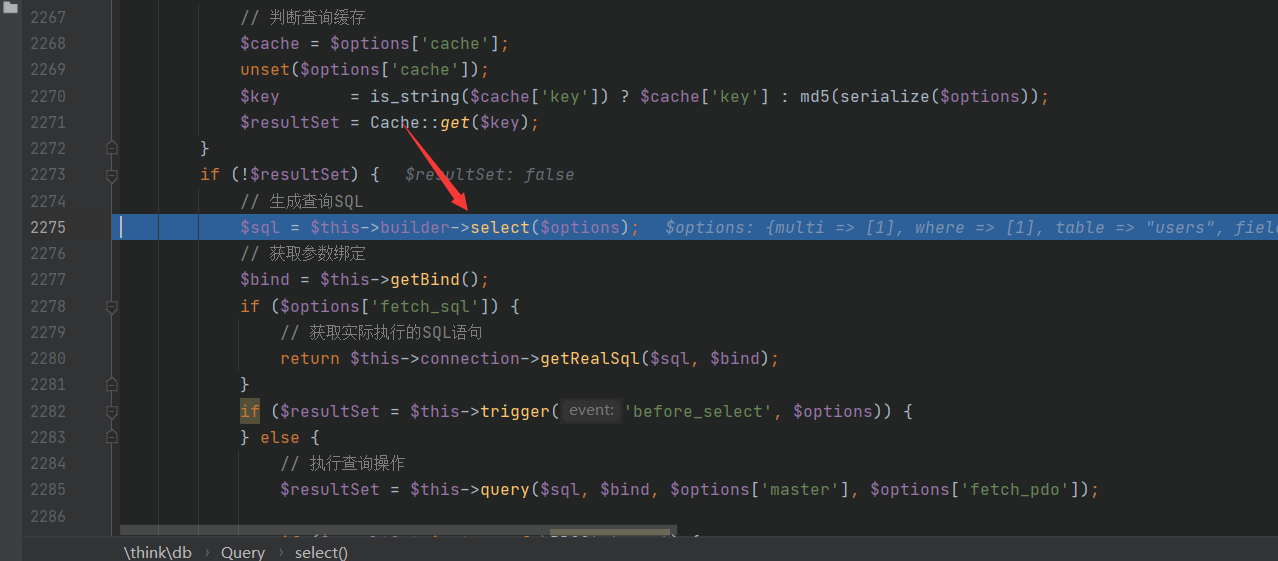 2267 // 判断查询缓存
2268 $cache = $options['cache'];
2269 unset($options['cache']);
2270 $key       = is_string($cache['key']) ? $cache['key'] : md5(serialize($options));
2271 $resultSet = Cache::get($key);
2272 }
2273 if (!$resultSet) {   $resultSet: false
2274 // 生成查询SQL
2275 $sql = $this->builder->select($options);   $options: {multi => [1], where => [1], table => "users", fiel
2276 // 获取参数绑定
2277 $bind = $this->getBind();
2278 if ($options['fetch_sql']) {
2279 // 获取实际执行的SQL语句
2280 return $this->connection->getRealSql($sql, $bind);
2281 }
2282 if ($resultSet = $this->trigger( event: 'before_select', $options)) {
2283 } else {
2284 // 执行查询操作
2285 $resultSet = $this->query($sql, $bind, $options['master'], $options['fetch_pdo']);
2286
\think\db › Query › select()